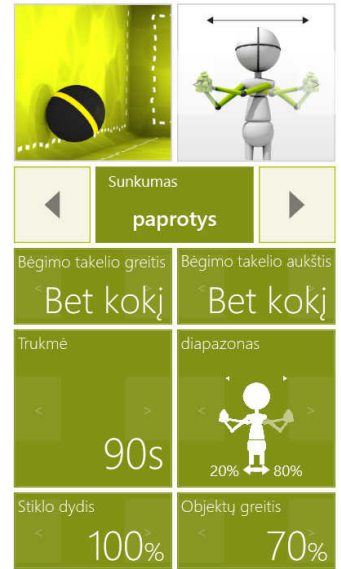 Sunkumas
paprotys
Bėgimo takelio greitis
Bet kokį
Bėgimo takelio aukštis
Bet kokį
Trukmė
90s
diapazonas
20% 80%
Stiklo dydis
100%
Objektų greitis
70%